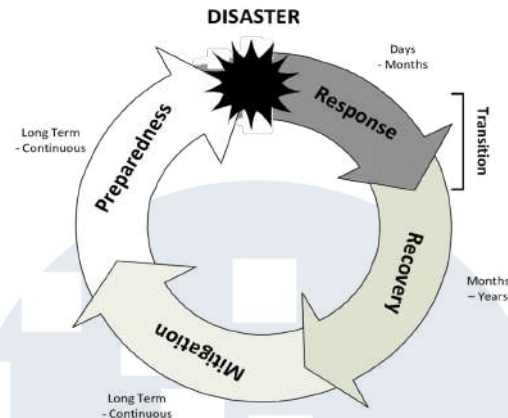 DISASTER
Days
- Months
Response
Transition
Recovery
Months
– Years
Mitigation
Long Term
- Continuous
Preparedness
Long Term
- Continuous